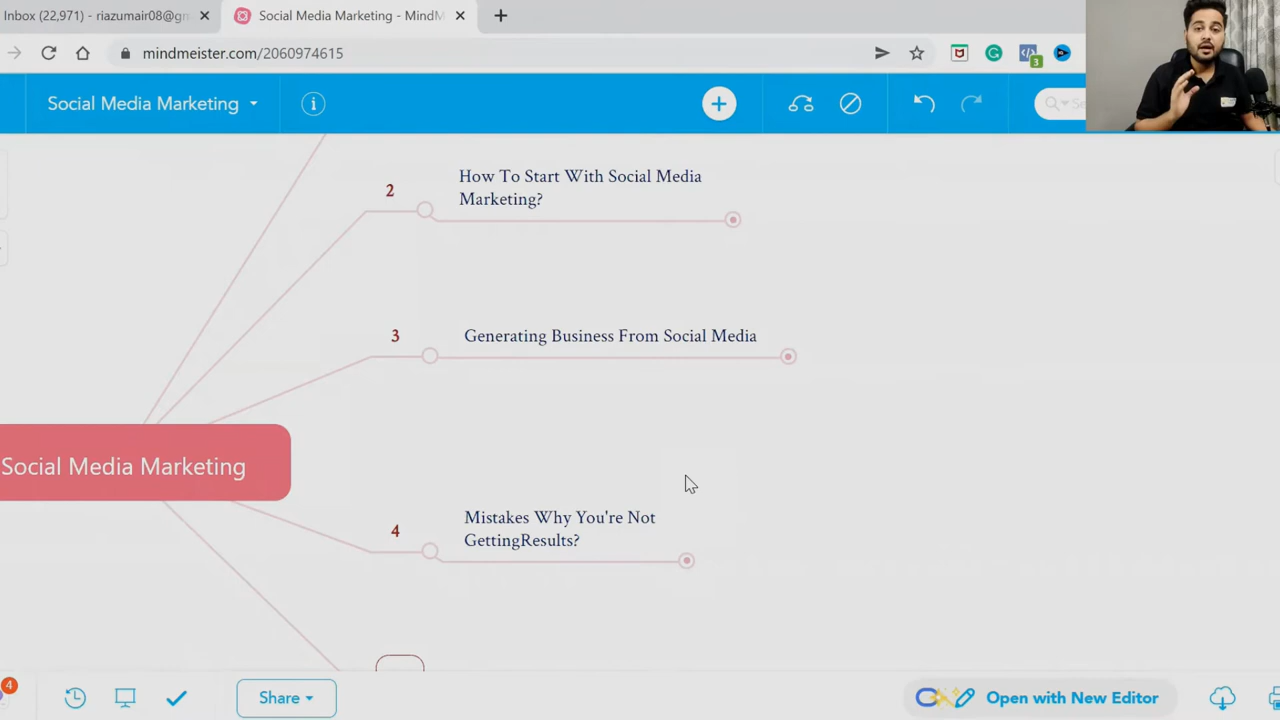 Inbox (22,971) - riazumair08@gm
Social Media Marketing - MindM
mindmeister.com/2060974615
3
Social Media Marketing
2
How To Start With Social Media
Marketing?
3
Generating Business From Social Media
Social Media Marketing
4
Mistakes Why You're Not
GettingResults?
4
Share
Open with New Editor